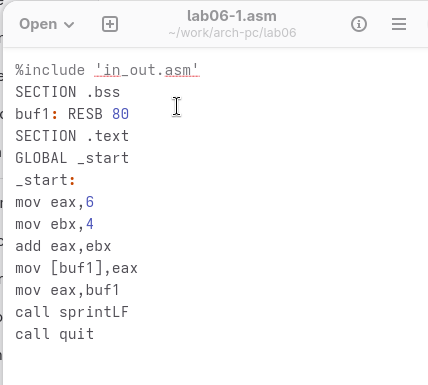 Open
lab06-1.asm
~/work/arch-pc/lab06
%include 'in_out.asm'
SECTION .bss
buf1: RESB 80
SECTION .text
GLOBAL _start
_start:
mov eax,6
mov ebx,4
add eax,ebx
mov [buf1],eax
mov eax,buf1
call sprintLF
call quit